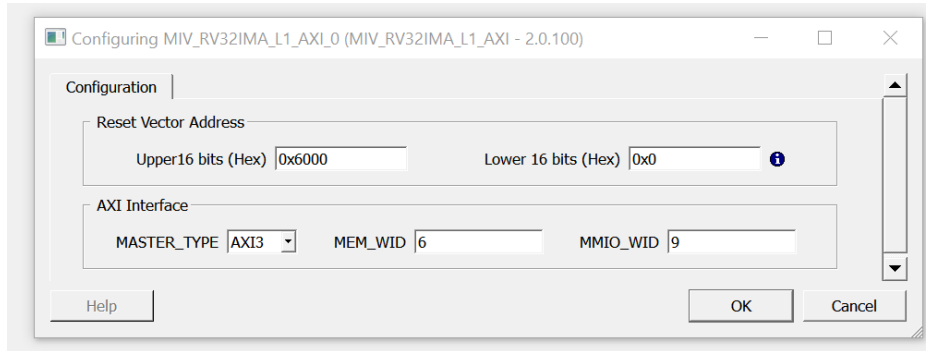 Configuring MIV_RV32IMA_L1_AXI_0 (MIV_RV32IMA_L1_AXI - 2.0.100)
Configuration
Reset Vector Address
Upper16 bits (Hex) 0x6000 Lower 16 bits (Hex) 0x0
AXI Interface
MASTER_TYPE AXI3 MEM_WID 6 MMIO_WID 9
Help OK Cancel